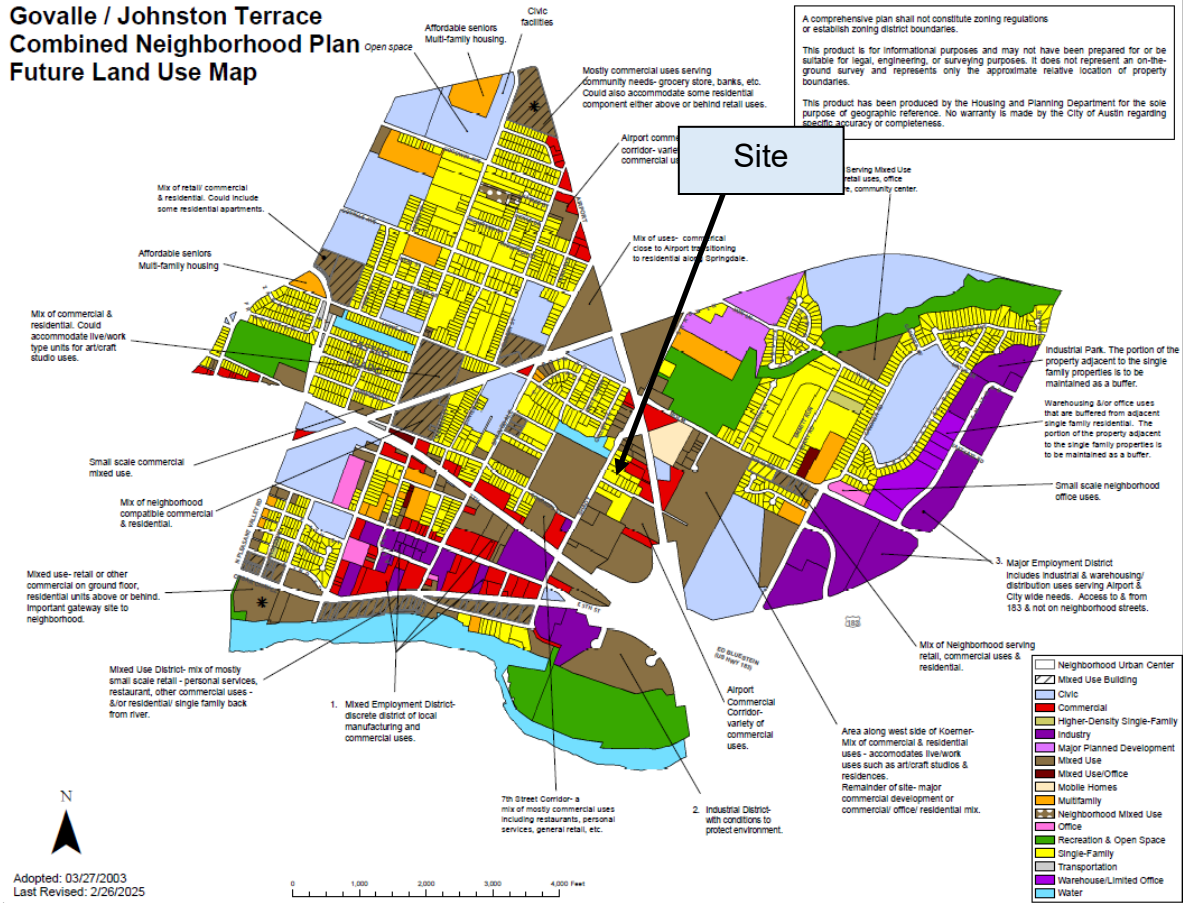 Govalle / Johnston Terrace
Combined Neighborhood Plan
Future Land Use Map
Open space
Affordable seniors
Multi-family housing.
Civic
facilities
Mostly commercial uses serving
community needs- grocery store, banks, etc.
Could also accommodate some residential
component either above or behind retail uses.
A comprehensive plan shall not constitute zoning regulations
or establish zoning district boundaries.
This product is for informational purposes and may not have been prepared for or be
suitable for legal, engineering, or surveying purposes. It does not represent an on-the-
ground survey and represents only the approximate relative location of property
boundaries.
This product has been produced by the Housing and Planning Department for the sole
purpose of geographic reference. No warranty is made by the City of Austin regarding
specific accuracy or completeness.
Airport
corridor-
commercial
Site
Serving Mixed Use
retail uses, office
community center.
AIRPORT
Mix of retail/ commercial
& residential. Could include
some residential apartments.
Affordable seniors
Multi-family housing
Mix of uses- commerical
close to Airport transitioning
to residential along Springdale.
Mix of commercial &
residential. Could
accommodate live/work
type units for art/craft
studio uses.
Industrial Park. The portion of the
property adjacent to the single
family properties is to be
maintained as a buffer.
Warehousing &/or office uses
that are buffered from adjacent
single family residential. The
portion of the property adjacent
to the single family properties is
to be maintained as a buffer.
Small scale commercial
mixed use.
Small scale neighborhood
office uses.
Mix of neighborhood
compatible commercial
& residential.
N PLEASANT VALLEY RD
Mixed use- retail or other
commercial on ground floor,
residential units above or behind.
Important gateway site to
neighborhood.
3. Major Employment District
Includes industrial & warehousing/
distribution uses serving Airport &
City wide needs. Access to & from
183 & not on neighborhood streets.
E 5TH ST
183
ED BLUESTEIN
(US HWY 183)
Mix of Neighborhood serving
retail, commercial uses &
residential.
Mixed Use District- mix of mostly
small scale retail - personal services,
restaurant, other commercial uses -
&/or residential/ single family back
from river.
1. Mixed Employment District-
discrete district of local
manufacturing and
commercial uses.
Airport
Commercial
Corridor-
variety of
commercial
uses.
Area along west side of Koerner-
Mix of commercial & residential
uses - accomodates live/work
uses such as art/craft studios &
residences.
Remainder of site- major
commercial development or
commercial/ office/ residential mix.
7th Street Corridor- a
mix of mostly commercial uses
including restaurants, personal
services, general retail, etc.
2. Industrial District-
with conditions to
protect environment.
Neighborhood Urban Center
Mixed Use Building
Civic
Commercial
Higher-Density Single-Family
Industry
Major Planned Development
Mixed Use
Mixed Use/Office
Mobile Homes
Multifamily
Neighborhood Mixed Use
Office
Recreation & Open Space
Single-Family
Transportation
Warehouse/Limited Office
Water
N
Adopted: 03/27/2003
Last Revised: 2/26/2025
0 1,000 2,000 3,000 4,000 Feet